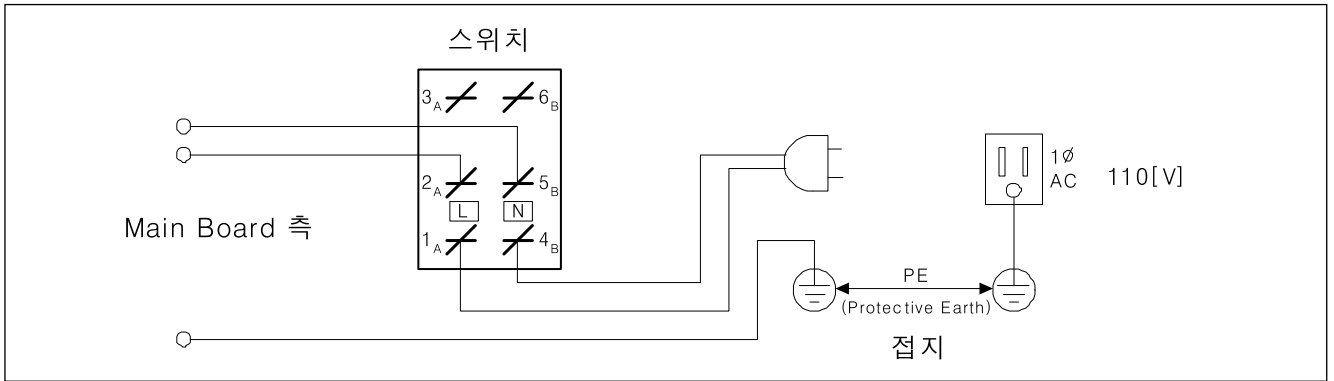 스위치
3A 6B
2A 5B
L N
1A 4B
Main Board 측
1Ø
AC 110[V]
PE
(Protective Earth)
접지